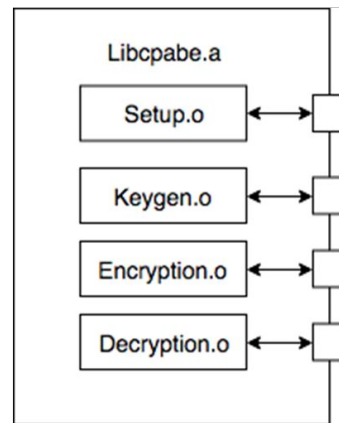 Libcpabe.a
Setup.o
Keygen.o
Encryption.o
Decryption.o